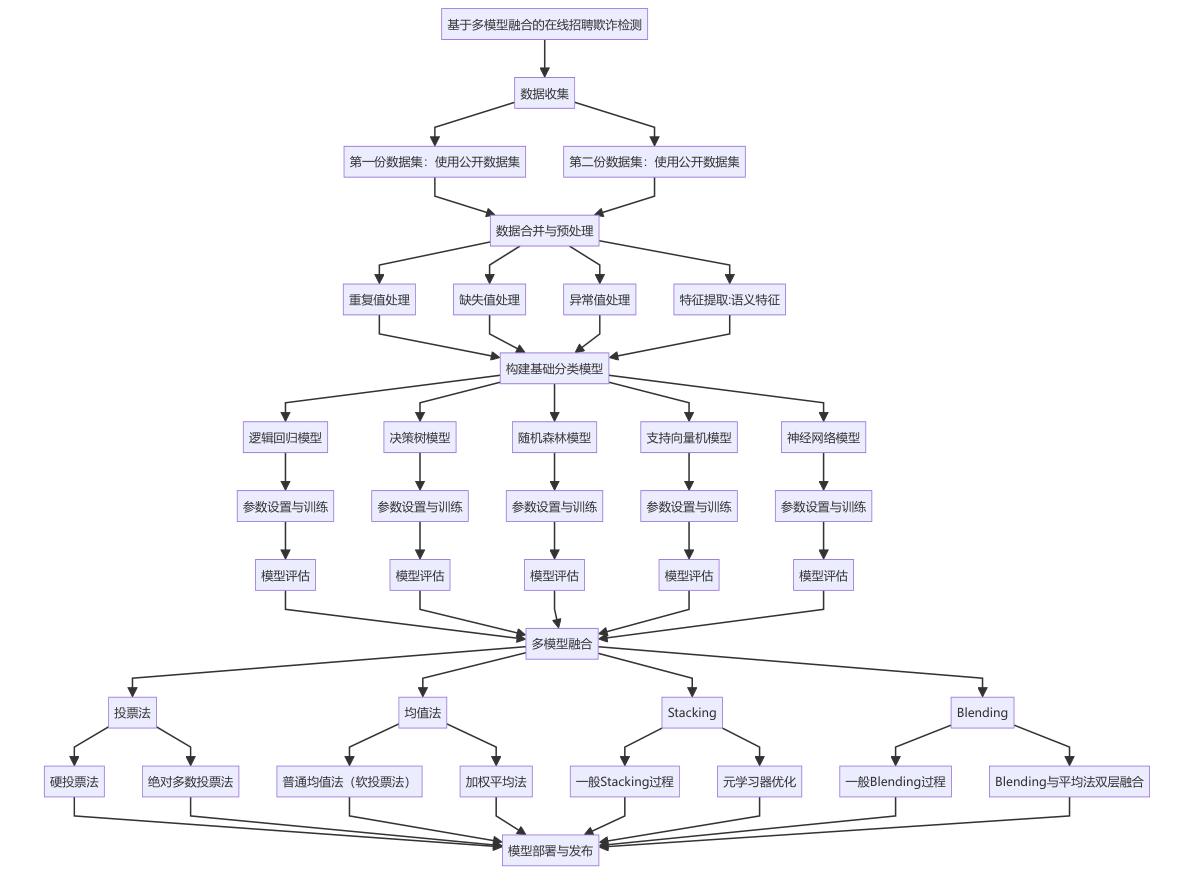 基于多模型融合的在线招聘欺诈检测
数据收集
第一份数据集：使用公开数据集
第二份数据集：使用公开数据集
数据合并与预处理
重复值处理
缺失值处理
异常值处理
特征提取:语义特征
构建基础分类模型
逻辑回归模型
决策树模型
随机森林模型
支持向量机模型
神经网络模型
参数设置与训练
参数设置与训练
参数设置与训练
参数设置与训练
参数设置与训练
模型评估
模型评估
模型评估
模型评估
模型评估
多模型融合
投票法
均值法
Stacking
Blending
硬投票法
绝对多数投票法
普通均值法（软投票法）
加权平均法
一般Stacking过程
元学习器优化
一般Blending过程
Blending与平均法双层融合
模型部署与发布